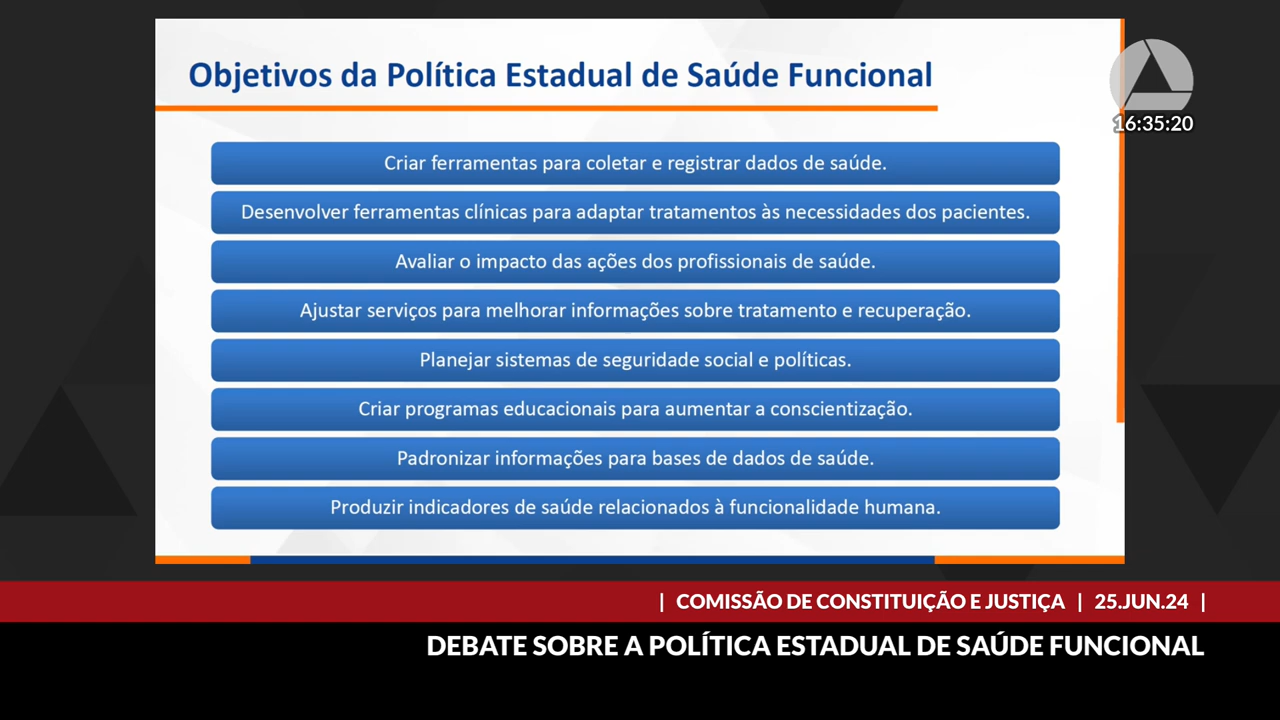 Objetivos da Política Estadual de Saúde Funcional
16:35:20
Criar ferramentas para coletar e registrar dados de saúde.
Desenvolver ferramentas clínicas para adaptar tratamentos às necessidades dos pacientes.
Avaliar o impacto das ações dos profissionais de saúde.
Ajustar serviços para melhorar informações sobre tratamento e recuperação.
Planejar sistemas de seguridade social e políticas.
Criar programas educacionais para aumentar a conscientização.
Padronizar informações para bases de dados de saúde.
Produzir indicadores de saúde relacionados à funcionalidade humana.
| COMISSÃO DE CONSTITUIÇÃO E JUSTIÇA | 25.JUN.24 |
DEBATE SOBRE A POLÍTICA ESTADUAL DE SAÚDE FUNCIONAL